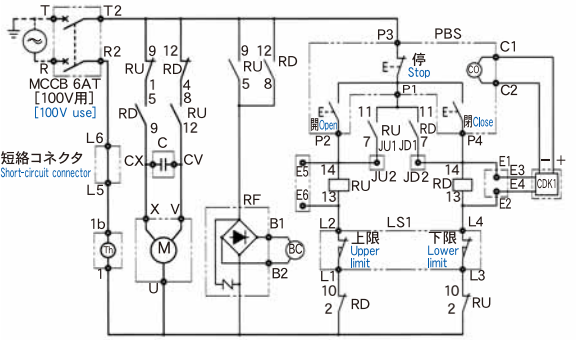 T T2
R R2
MCCB 6AT
[100V用]
[100V use]
L6
短絡コネクタ
Short-circuit connector
L5
1b
Th
1
9 12
RU RD
1 4
5 8
RD RU
9 12
5 8
C
CX CV
X V
M
U
9 12
RU RD
5 8
RF
B1
BC
B2
P3 PBS
停
Stop
C1
CO
C2
P1
開Open
閉Close
P2 P4
11 11
RU RD
7 JU1 JD1 7
E5 JU2 JD2
E6
14 14
RU RD
13 13
E1
E3
E4
E2
− +
CDK1
L2 LS1 L4
上限
Upper
limit
下限
Lower
limit
L1 L3
10 10
RD RU
2 2